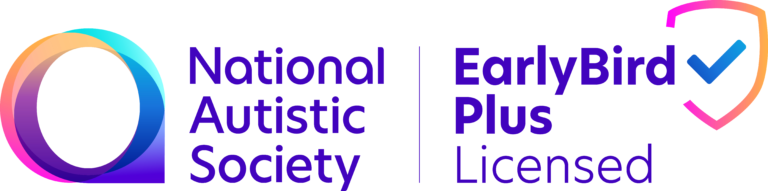 National
Autistic
Society
EarlyBird
Plus
Licensed